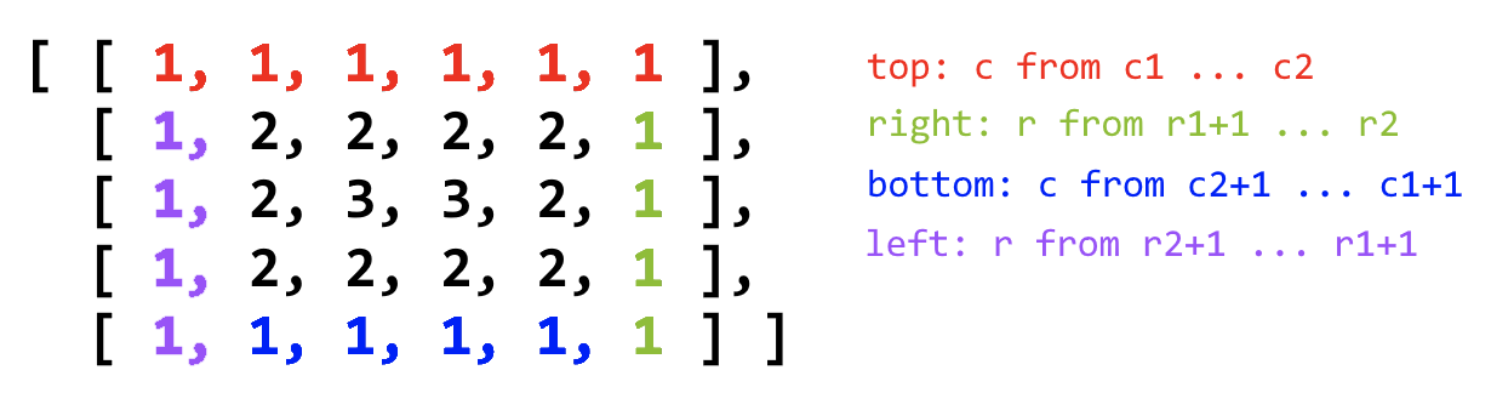 [ [ 1, 1, 1, 1, 1, 1 ], top: c from c1 ... c2
[ 1, 2, 2, 2, 2, 1 ], right: r from r1+1 ... r2
[ 1, 2, 3, 3, 2, 1 ], bottom: c from c2+1 ... c1+1
[ 1, 2, 2, 2, 2, 1 ], left: r from r2+1 ... r1+1
[ 1, 1, 1, 1, 1, 1 ] ]